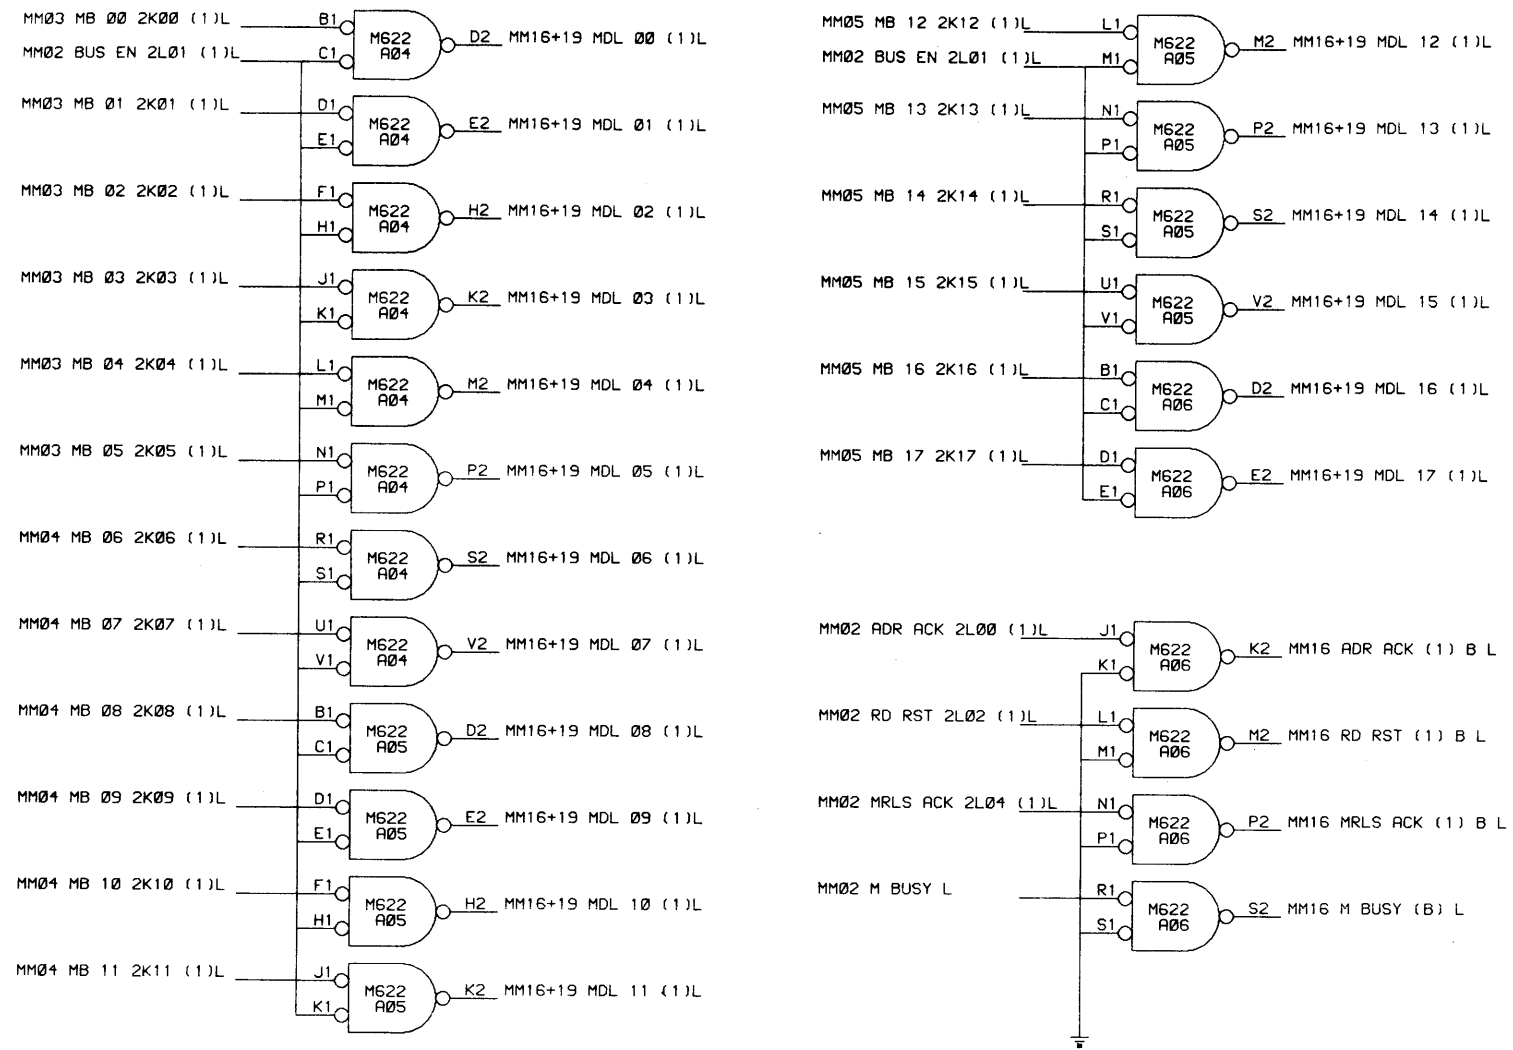 MM03 MB 00 2K00 (1)L B1 M622 A04 D2 MM16+19 MDL 00 (1)L
MM02 BUS EN 2L01 (1)L C1
MM03 MB 01 2K01 (1)L D1 M622 A04 E2 MM16+19 MDL 01 (1)L
E1
MM03 MB 02 2K02 (1)L F1 M622 A04 H2 MM16+19 MDL 02 (1)L
H1
MM03 MB 03 2K03 (1)L J1 M622 A04 K2 MM16+19 MDL 03 (1)L
K1
MM03 MB 04 2K04 (1)L L1 M622 A04 M2 MM16+19 MDL 04 (1)L
M1
MM03 MB 05 2K05 (1)L N1 M622 A04 P2 MM16+19 MDL 05 (1)L
P1
MM04 MB 06 2K06 (1)L R1 M622 A04 S2 MM16+19 MDL 06 (1)L
S1
MM04 MB 07 2K07 (1)L U1 M622 A04 V2 MM16+19 MDL 07 (1)L
V1
MM04 MB 08 2K08 (1)L B1 M622 A05 D2 MM16+19 MDL 08 (1)L
C1
MM04 MB 09 2K09 (1)L D1 M622 A05 E2 MM16+19 MDL 09 (1)L
E1
MM04 MB 10 2K10 (1)L F1 M622 A05 H2 MM16+19 MDL 10 (1)L
H1
MM04 MB 11 2K11 (1)L J1 M622 A05 K2 MM16+19 MDL 11 (1)L
K1
MM05 MB 12 2K12 (1)L L1 M622 A05 M2 MM16+19 MDL 12 (1)L
MM02 BUS EN 2L01 (1)L M1
MM05 MB 13 2K13 (1)L N1 M622 A05 P2 MM16+19 MDL 13 (1)L
P1
MM05 MB 14 2K14 (1)L R1 M622 A05 S2 MM16+19 MDL 14 (1)L
S1
MM05 MB 15 2K15 (1)L U1 M622 A05 V2 MM16+19 MDL 15 (1)L
V1
MM05 MB 16 2K16 (1)L B1 M622 A06 D2 MM16+19 MDL 16 (1)L
C1
MM05 MB 17 2K17 (1)L D1 M622 A06 E2 MM16+19 MDL 17 (1)L
E1
MM02 ADR ACK 2L00 (1)L J1 M622 A06 K2 MM16 ADR ACK (1) B L
K1
MM02 RD RST 2L02 (1)L L1 M622 A06 M2 MM16 RD RST (1) B L
M1
MM02 MRLS ACK 2L04 (1)L N1 M622 A06 P2 MM16 MRLS ACK (1) B L
P1
MM02 M BUSY L R1 M622 A06 S2 MM16 M BUSY (B) L
S1